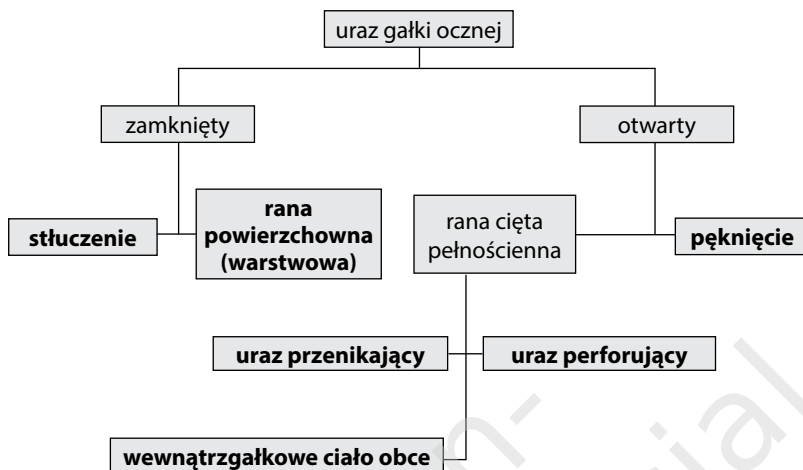 uraz gałki ocznej
zamknięty
otwarty
stłuczenie
rana
powierzchowna
(warstwowa)
rana cięta
pełnościenna
pęknięcie
uraz przenikający
uraz perforujący
wewnątrzgałkowe ciało obce